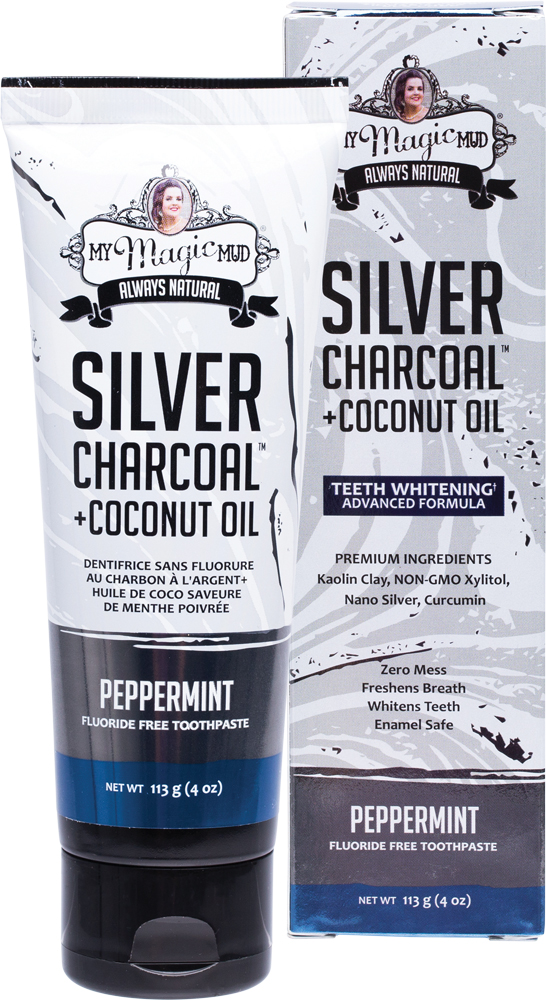 MY Magic MUD
ALWAYS NATURAL
SILVER
CHARCOAL™
+COCONUT OIL
DENTIFRICE SANS FLUORURE
AU CHARBON À L'ARGENT+
HUILE DE COCO SAVEURE
DE MENTHE POIVRÉE
PEPPERMINT
FLUORIDE FREE TOOTHPASTE
NET WT 113 g (4 oz)
MY Magic MUD
ALWAYS NATURAL
SILVER
CHARCOAL™
+COCONUT OIL
TEETH WHITENING†
ADVANCED FORMULA
PREMIUM INGREDIENTS
Kaolin Clay, NON-GMO Xylitol,
Nano Silver, Curcumin
Zero Mess
Freshens Breath
Whitens Teeth
Enamel Safe
PEPPERMINT
FLUORIDE FREE TOOTHPASTE
NET WT 113 g (4 oz)